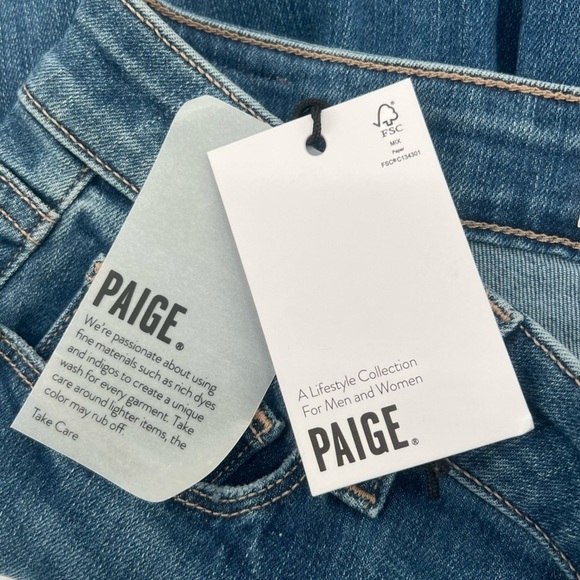 PAIGE®
We're passionate about using
fine materials such as rich dyes
and indigos to create a unique
wash for every garment. Take
care around lighter items, the
color may rub off.
Take Care
FSC
MIX
Paper
FSC® C134301
A Lifestyle Collection
For Men and Women
PAIGE®